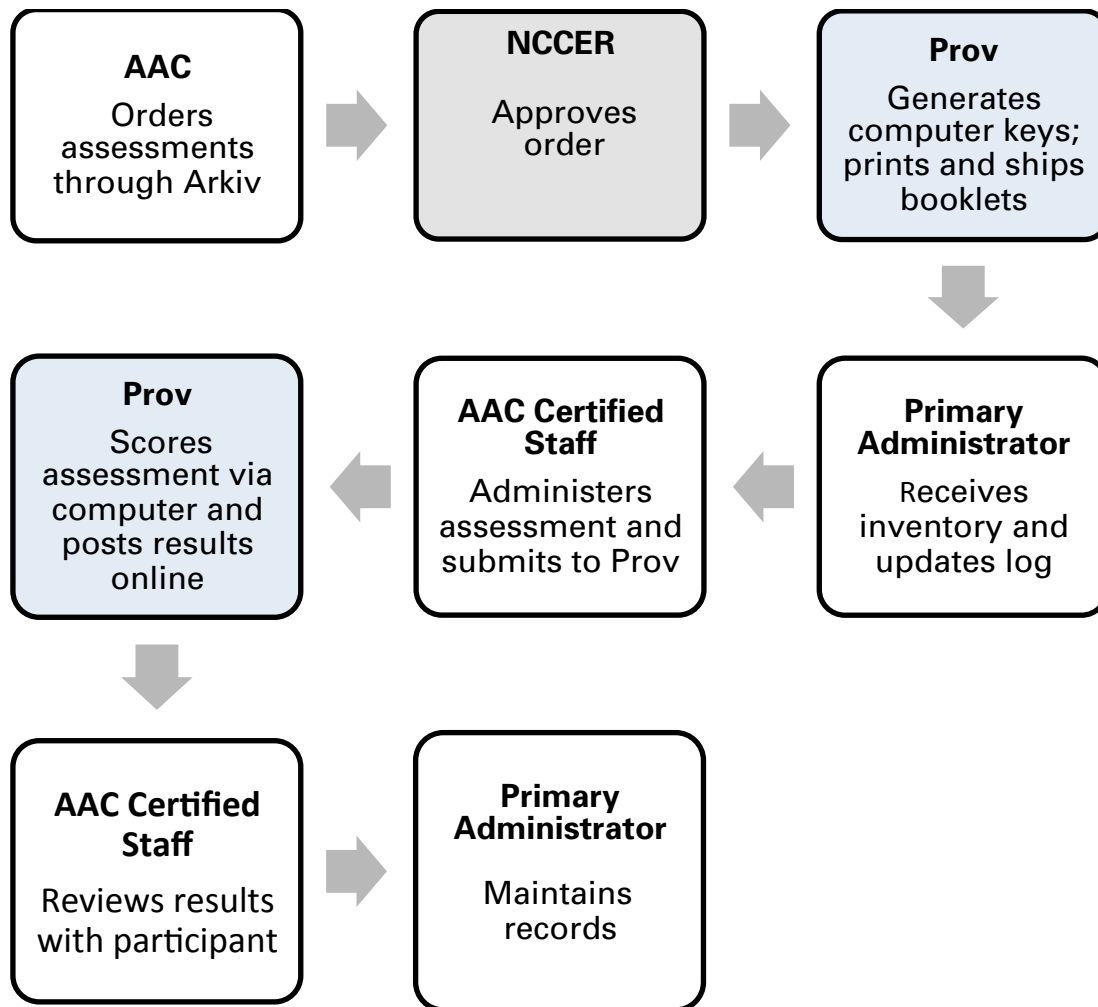 AAC
Orders
assessments
through Arkiv
NCCER
Approves
order
Prov
Generates
computer keys;
prints and ships
booklets
Primary
Administrator
Receives
inventory and
updates log
AAC Certified
Staff
Administers
assessment and
submits to Prov
Prov
Scores
assessment via
computer and
posts results
online
AAC Certified
Staff
Reviews results
with participant
Primary
Administrator
Maintains
records